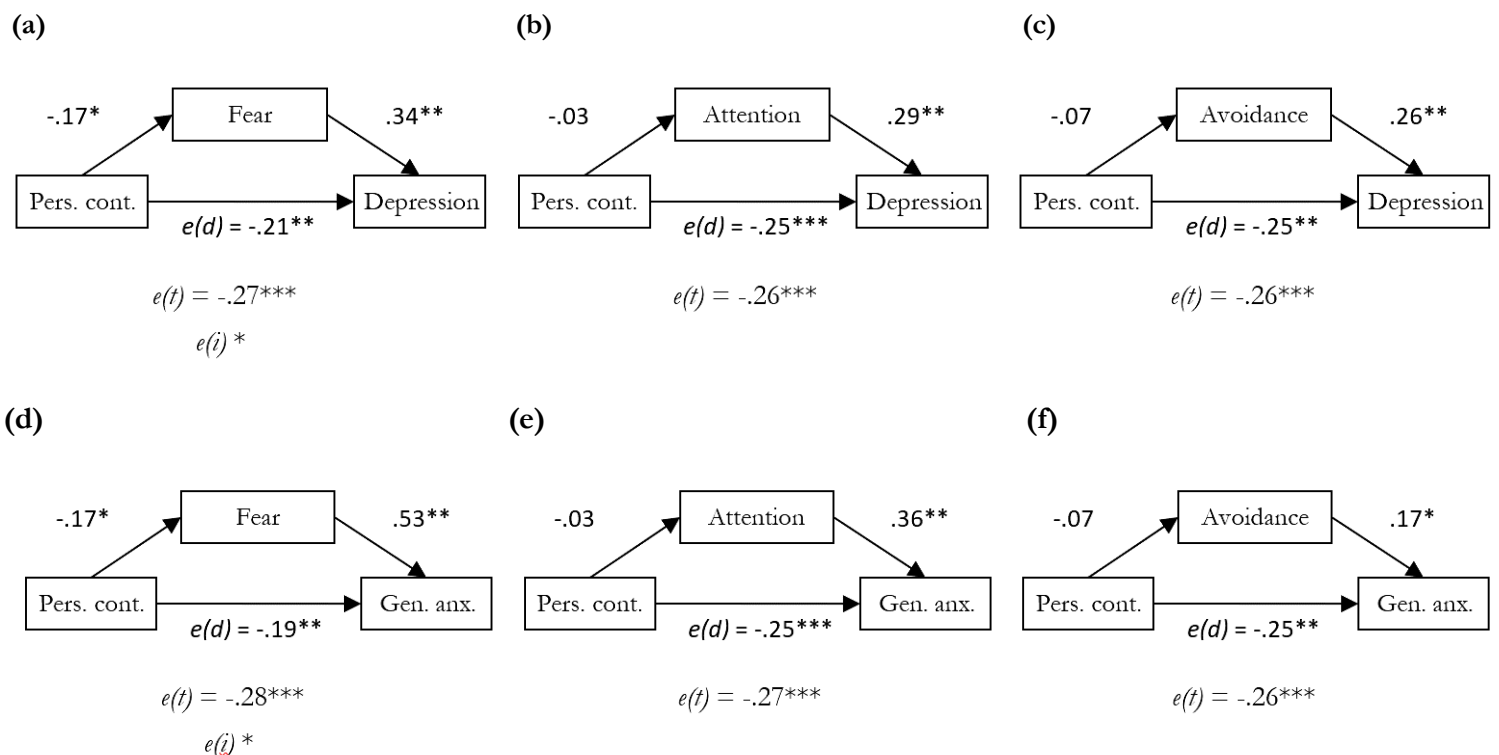 (a)
(b)
(c)
-.17*
Fear
.34**
-.03
Attention
.29**
-.07
Avoidance
.26**
Pers. cont.
Depression
Pers. cont.
Depression
Pers. cont.
Depression
e(d) = -.21**
e(d) = -.25***
e(d) = -.25**
e(t) = -.27***
e(t) = -.26***
e(t) = -.26***
e(i) *
(d)
(e)
(f)
-.17*
Fear
.53**
-.03
Attention
.36**
-.07
Avoidance
.17*
Pers. cont.
Gen. anx.
Pers. cont.
Gen. anx.
Pers. cont.
Gen. anx.
e(d) = -.19**
e(d) = -.25***
e(d) = -.25**
e(t) = -.28***
e(t) = -.27***
e(t) = -.26***
e(i) *